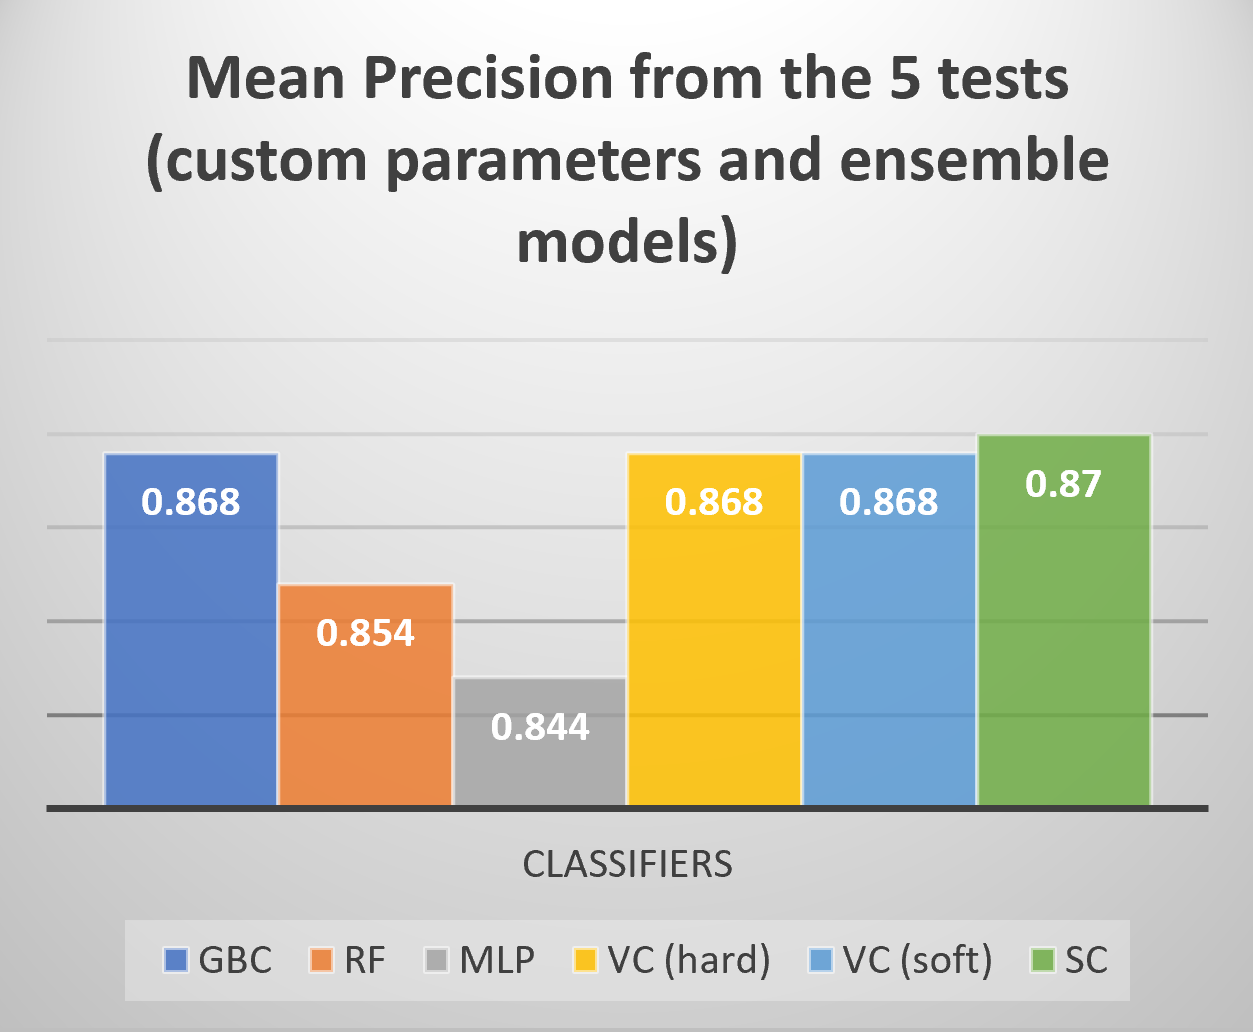 Mean Precision from the 5 tests
(custom parameters and ensemble
models)
0.868
0.854
0.844
0.868
0.868
0.87
CLASSIFIERS
GBC RF MLP VC (hard) VC (soft) SC